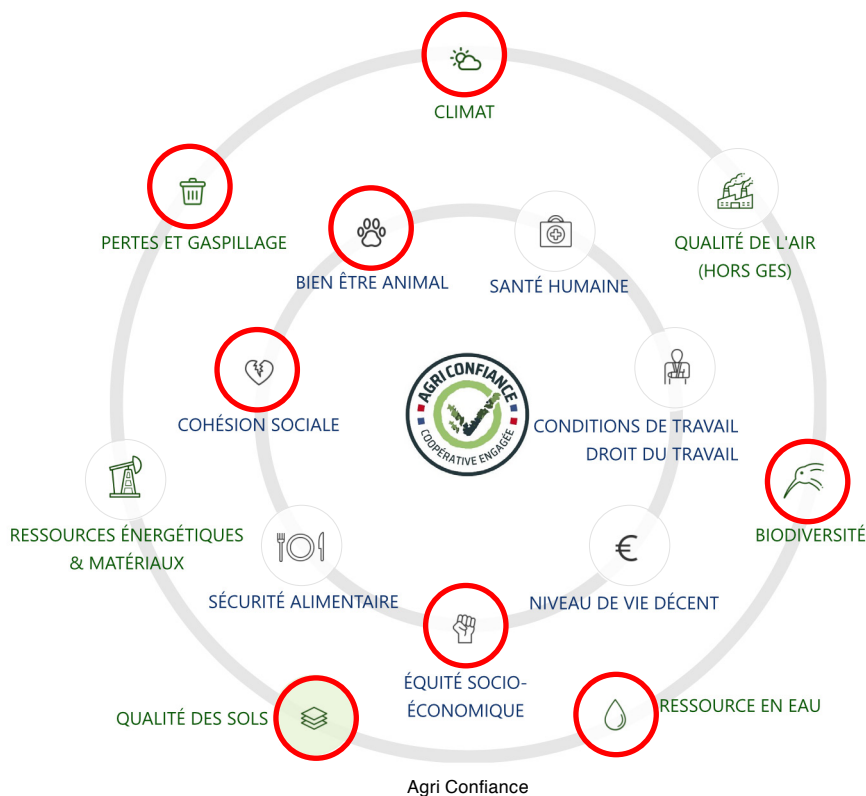 CLIMAT
PERTES ET GASPILLAGE
QUALITÉ DE L'AIR
(HORS GES)
BIEN ÊTRE ANIMAL
SANTÉ HUMAINE
AGRI CONFIANCE
COOPÉRATIVE ENGAGÉE
COHÉSION SOCIALE
CONDITIONS DE TRAVAIL
DROIT DU TRAVAIL
RESSOURCES ÉNERGÉTIQUES
& MATÉRIAUX
BIODIVERSITÉ
€
SÉCURITÉ ALIMENTAIRE
NIVEAU DE VIE DÉCENT
ÉQUITÉ SOCIO-
ÉCONOMIQUE
QUALITÉ DES SOLS
RESSOURCE EN EAU
Agri Confiance